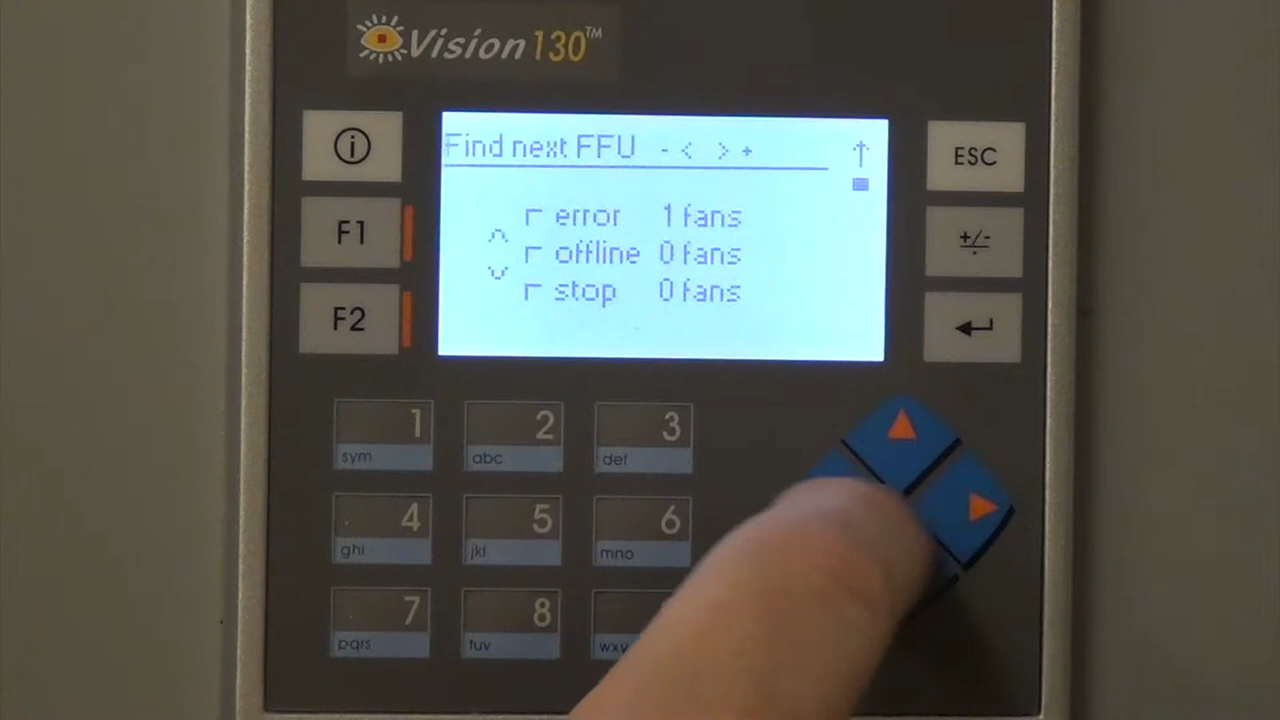 Vision130™
Find next FFU - < > +
error 1 fans
offline 0 fans
stop 0 fans
i
F1
F2
ESC
+/-
1
sym
2
abc
3
def
4
ghi
5
jkl
6
mno
7
pqrs
8
tuv
wxy